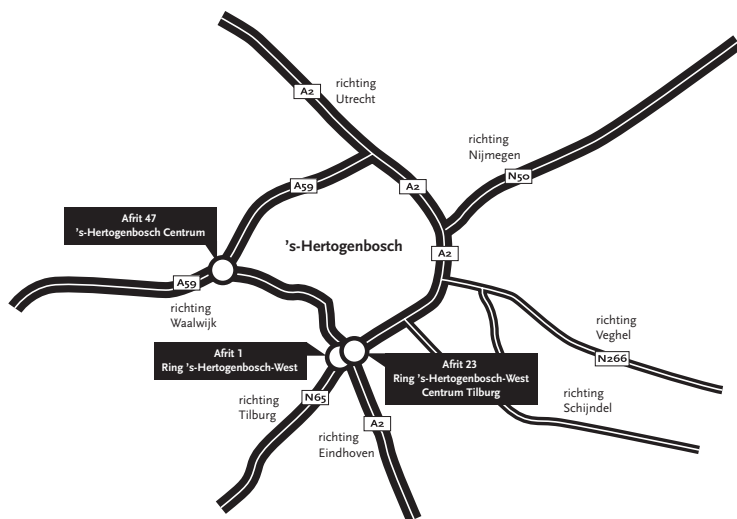 A2
richting
Utrecht
richting
Nijmegen
A59
A2
N50
Afrit 47
's-Hertogenbosch Centrum
's-Hertogenbosch
A2
A59
richting
Waalwijk
richting
Veghel
Afrit 1
Ring 's-Hertogenbosch-West
Afrit 23
Ring 's-Hertogenbosch-West
Centrum Tilburg
N266
richting
Schijndel
N65
richting
Tilburg
A2
richting
Eindhoven